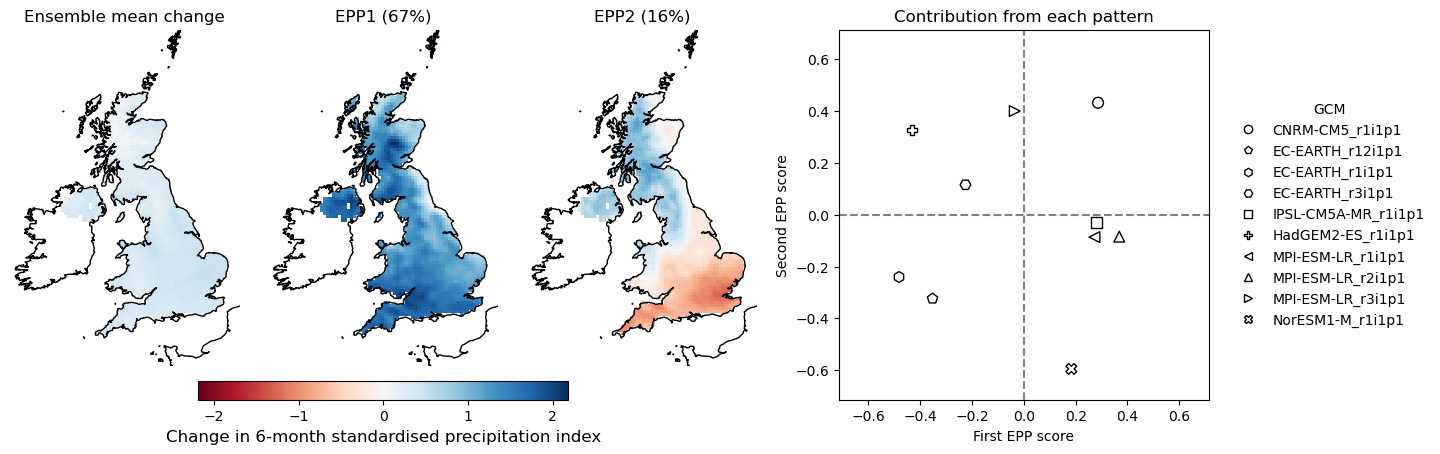 Ensemble mean change
EPP1 (67%)
EPP2 (16%)
−2 −1 0 1 2
Change in 6-month standardised precipitation index
Contribution from each pattern
Second EPP score
0.6
0.4
0.2
0.0
−0.2
−0.4
−0.6
−0.6 −0.4 −0.2 0.0 0.2 0.4 0.6
First EPP score
GCM
CNRM-CM5_r1i1p1
EC-EARTH_r12i1p1
EC-EARTH_r1i1p1
EC-EARTH_r3i1p1
IPSL-CM5A-MR_r1i1p1
HadGEM2-ES_r1i1p1
MPI-ESM-LR_r1i1p1
MPI-ESM-LR_r2i1p1
MPI-ESM-LR_r3i1p1
NorESM1-M_r1i1p1